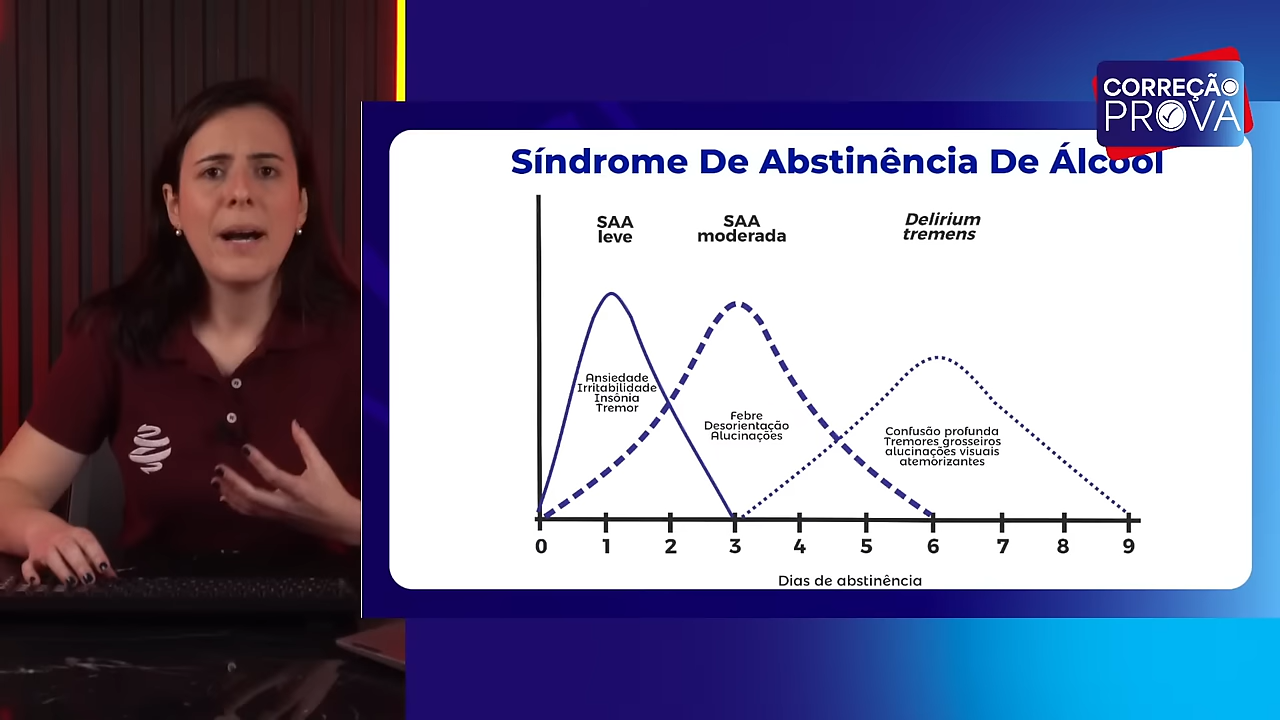 CORREÇÃO
PROVA
Síndrome De Abstinência De Álcool
SAA
leve
SAA
moderada
Delirium
tremens
Ansiedade
Irritabilidade
Insônia
Tremor
Febre
Desorientação
Alucinações
Confusão profunda
Tremores grosseiros
alucinações visuais
atemorizantes
0 1 2 3 4 5 6 7 8 9
Dias de abstinência